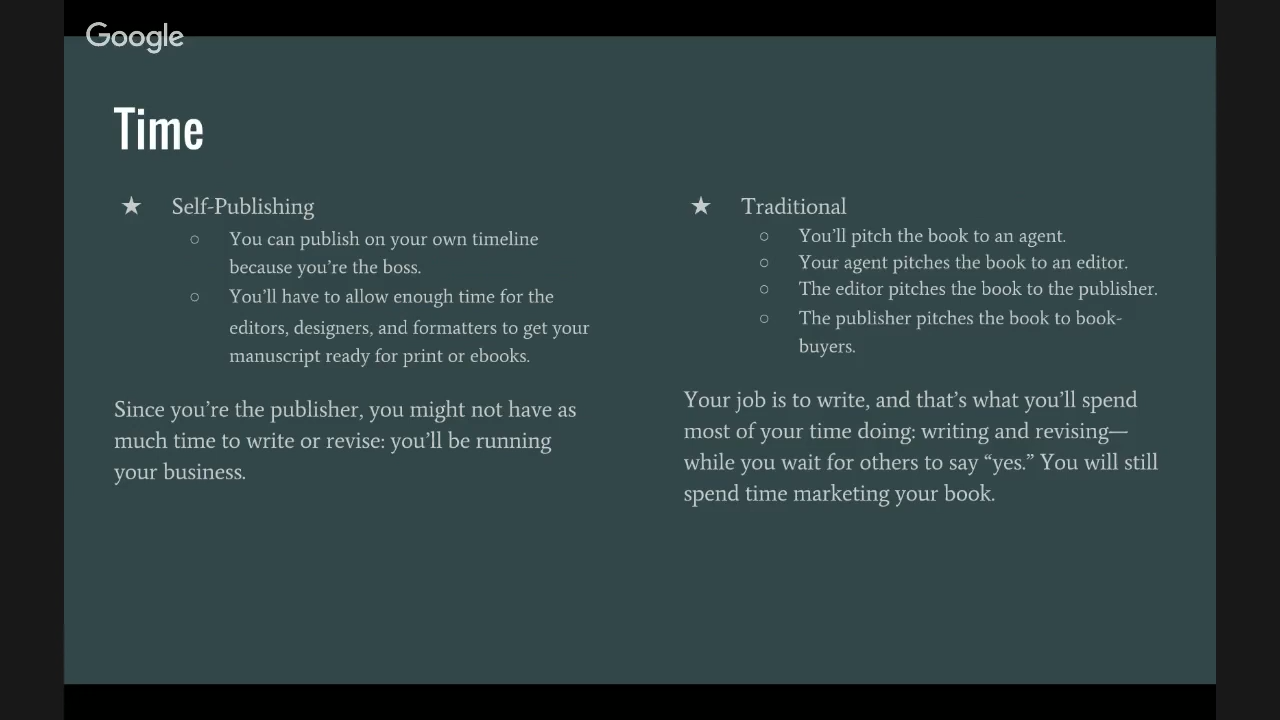 Google
Time
★ Self-Publishing
○ You can publish on your own timeline
because you’re the boss.
○ You’ll have to allow enough time for the
editors, designers, and formatters to get your
manuscript ready for print or ebooks.
Since you’re the publisher, you might not have as
much time to write or revise: you’ll be running
your business.
★ Traditional
○ You’ll pitch the book to an agent.
○ Your agent pitches the book to an editor.
○ The editor pitches the book to the publisher.
○ The publisher pitches the book to book-
buyers.
Your job is to write, and that’s what you’ll spend
most of your time doing: writing and revising—
while you wait for others to say “yes.” You will still
spend time marketing your book.